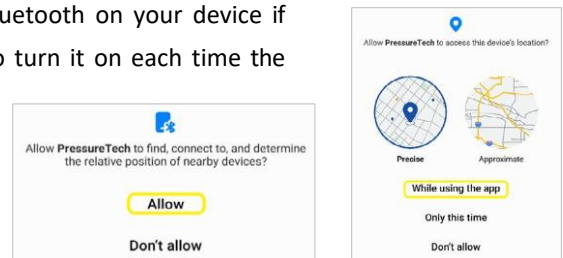 uetooth on your device if
o turn it on each time the
Allow PressureTech to find, connect to, and determine
the relative position of nearby devices?
Allow
Don't allow
Allow PressureTech to access this device's location?
Precise Approximate
While using the app
Only this time
Don't allow